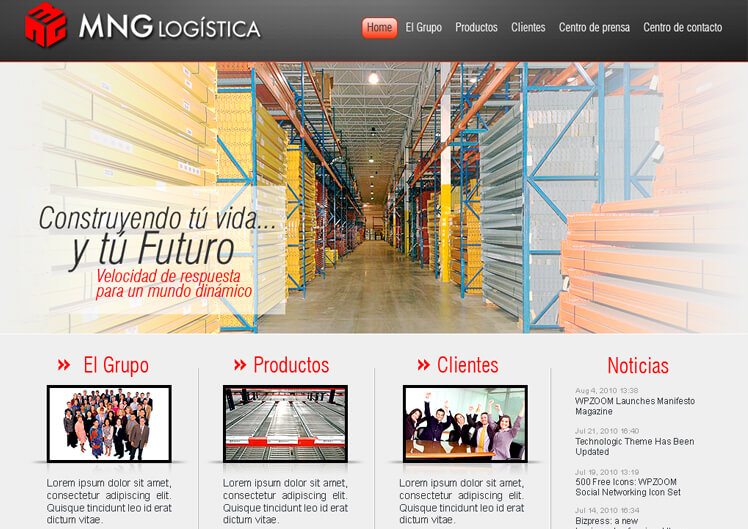 MNG LOGÍSTICA
Home El Grupo Productos Clientes Centro de prensa Centro de contacto
Construyendo tú vida...
y tú Futuro
Velocidad de respuesta
para un mundo dinámico
» El Grupo
Lorem ipsum dolor sit amet,
consectetur adipiscing elit.
Quisque tincidunt leo id erat
dictum vitae.
» Productos
Lorem ipsum dolor sit amet,
consectetur adipiscing elit.
Quisque tincidunt leo id erat
dictum vitae.
» Clientes
Lorem ipsum dolor sit amet,
consectetur adipiscing elit.
Quisque tincidunt leo id erat
dictum vitae.
Noticias
Aug 4, 2010 13:38
WPZOOM Launches Manifesto
Magazine
Jul 21, 2010 16:40
Technologic Theme Has Been
Updated
Jul 19, 2010 13:19
500 Free Icons: WPZOOM
Social Networking Icon Set
Jul 14, 2010 16:34
Bizpress: a new